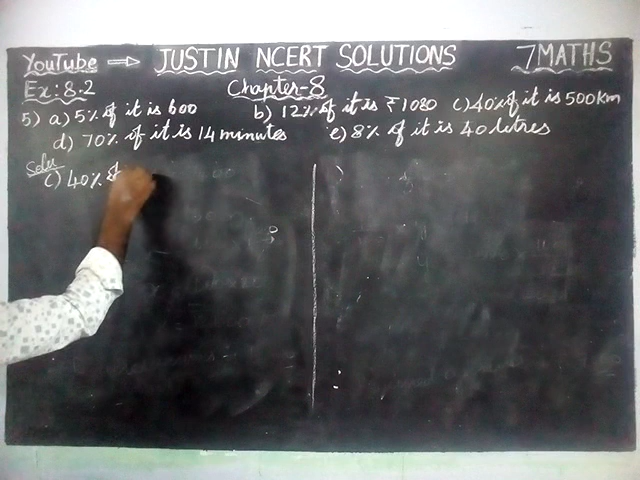 YouTube → JUSTIN NCERT SOLUTIONS 7MATHS
Ex:8.2 Chapter-8
5) a) 5% of it is 600 b) 12% of it is ₹1080 c) 40% of it is 500km
d) 70% of it is 14 minutes e) 8% of it is 40 litres
Soln
c) 40% of